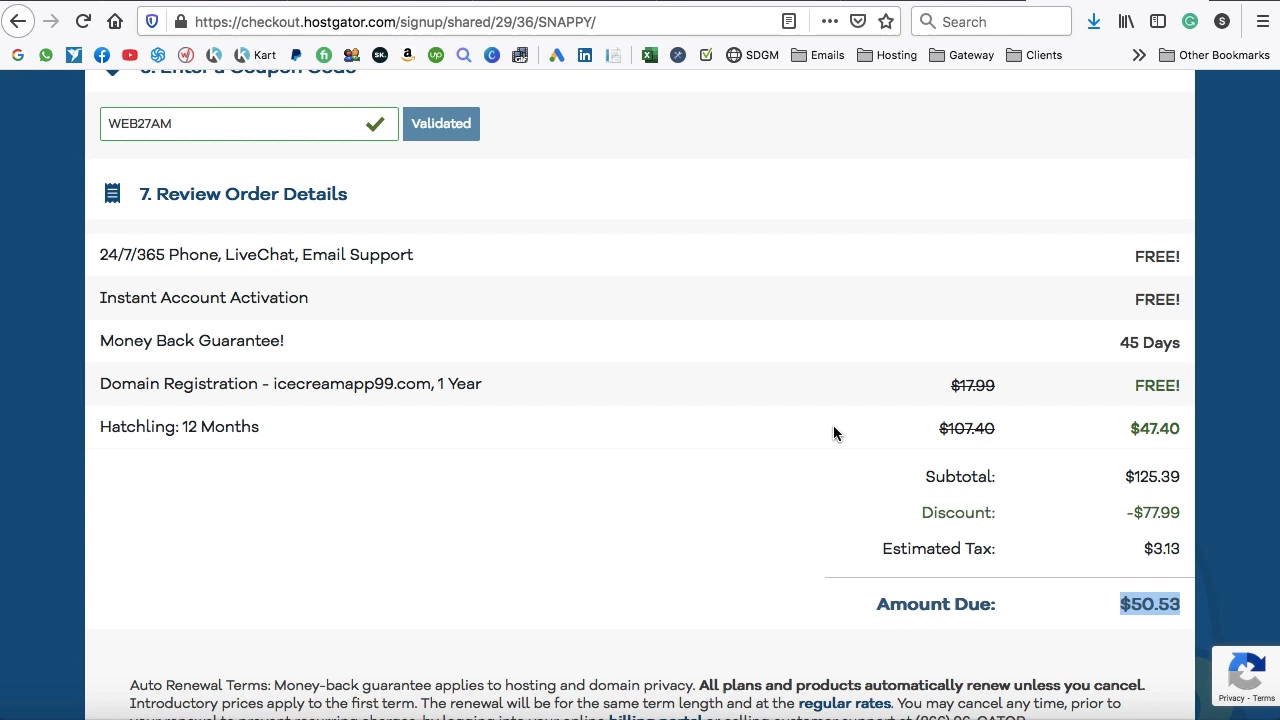 https://checkout.hostgator.com/signup/shared/29/36/SNAPPY/
Search
Kart
SDGM
Emails
Hosting
Gateway
Clients
Other Bookmarks
WEB27AM
Validated
7. Review Order Details
24/7/365 Phone, LiveChat, Email Support FREE!
Instant Account Activation FREE!
Money Back Guarantee! 45 Days
Domain Registration - icecreamapp99.com, 1 Year $17.99 FREE!
Hatchling: 12 Months $107.40 $47.40
Subtotal: $125.39
Discount: -$77.99
Estimated Tax: $3.13
Amount Due: $50.53
Privacy - Terms
Auto Renewal Terms: Money-back guarantee applies to hosting and domain privacy. All plans and products automatically renew unless you cancel.
Introductory prices apply to the first term. The renewal will be for the same term length and at the regular rates. You may cancel any time, prior to